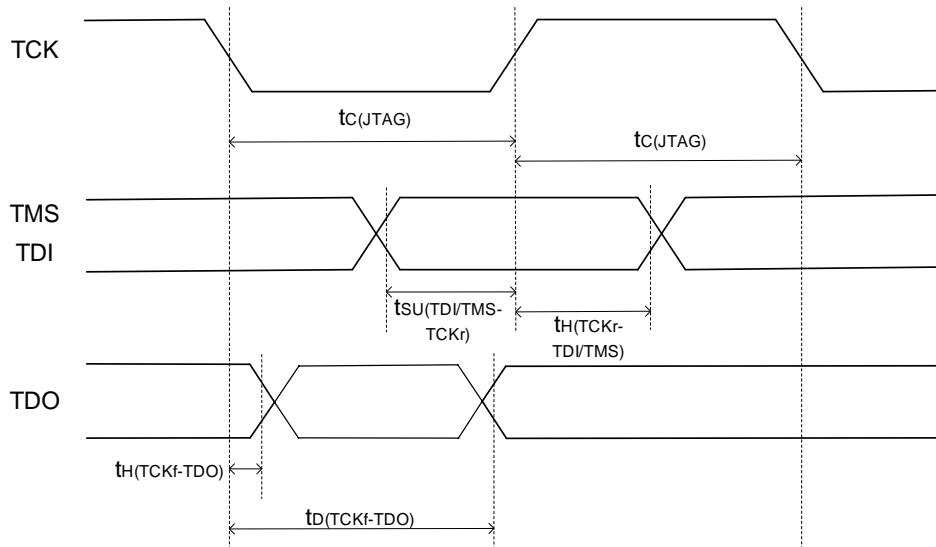 TCK
tC(JTAG)
tC(JTAG)
TMS
TDI
tSU(TDI/TMS-
TCKr)
tH(TCKr-
TDI/TMS)
TDO
tH(TCKf-TDO)
tD(TCKf-TDO)